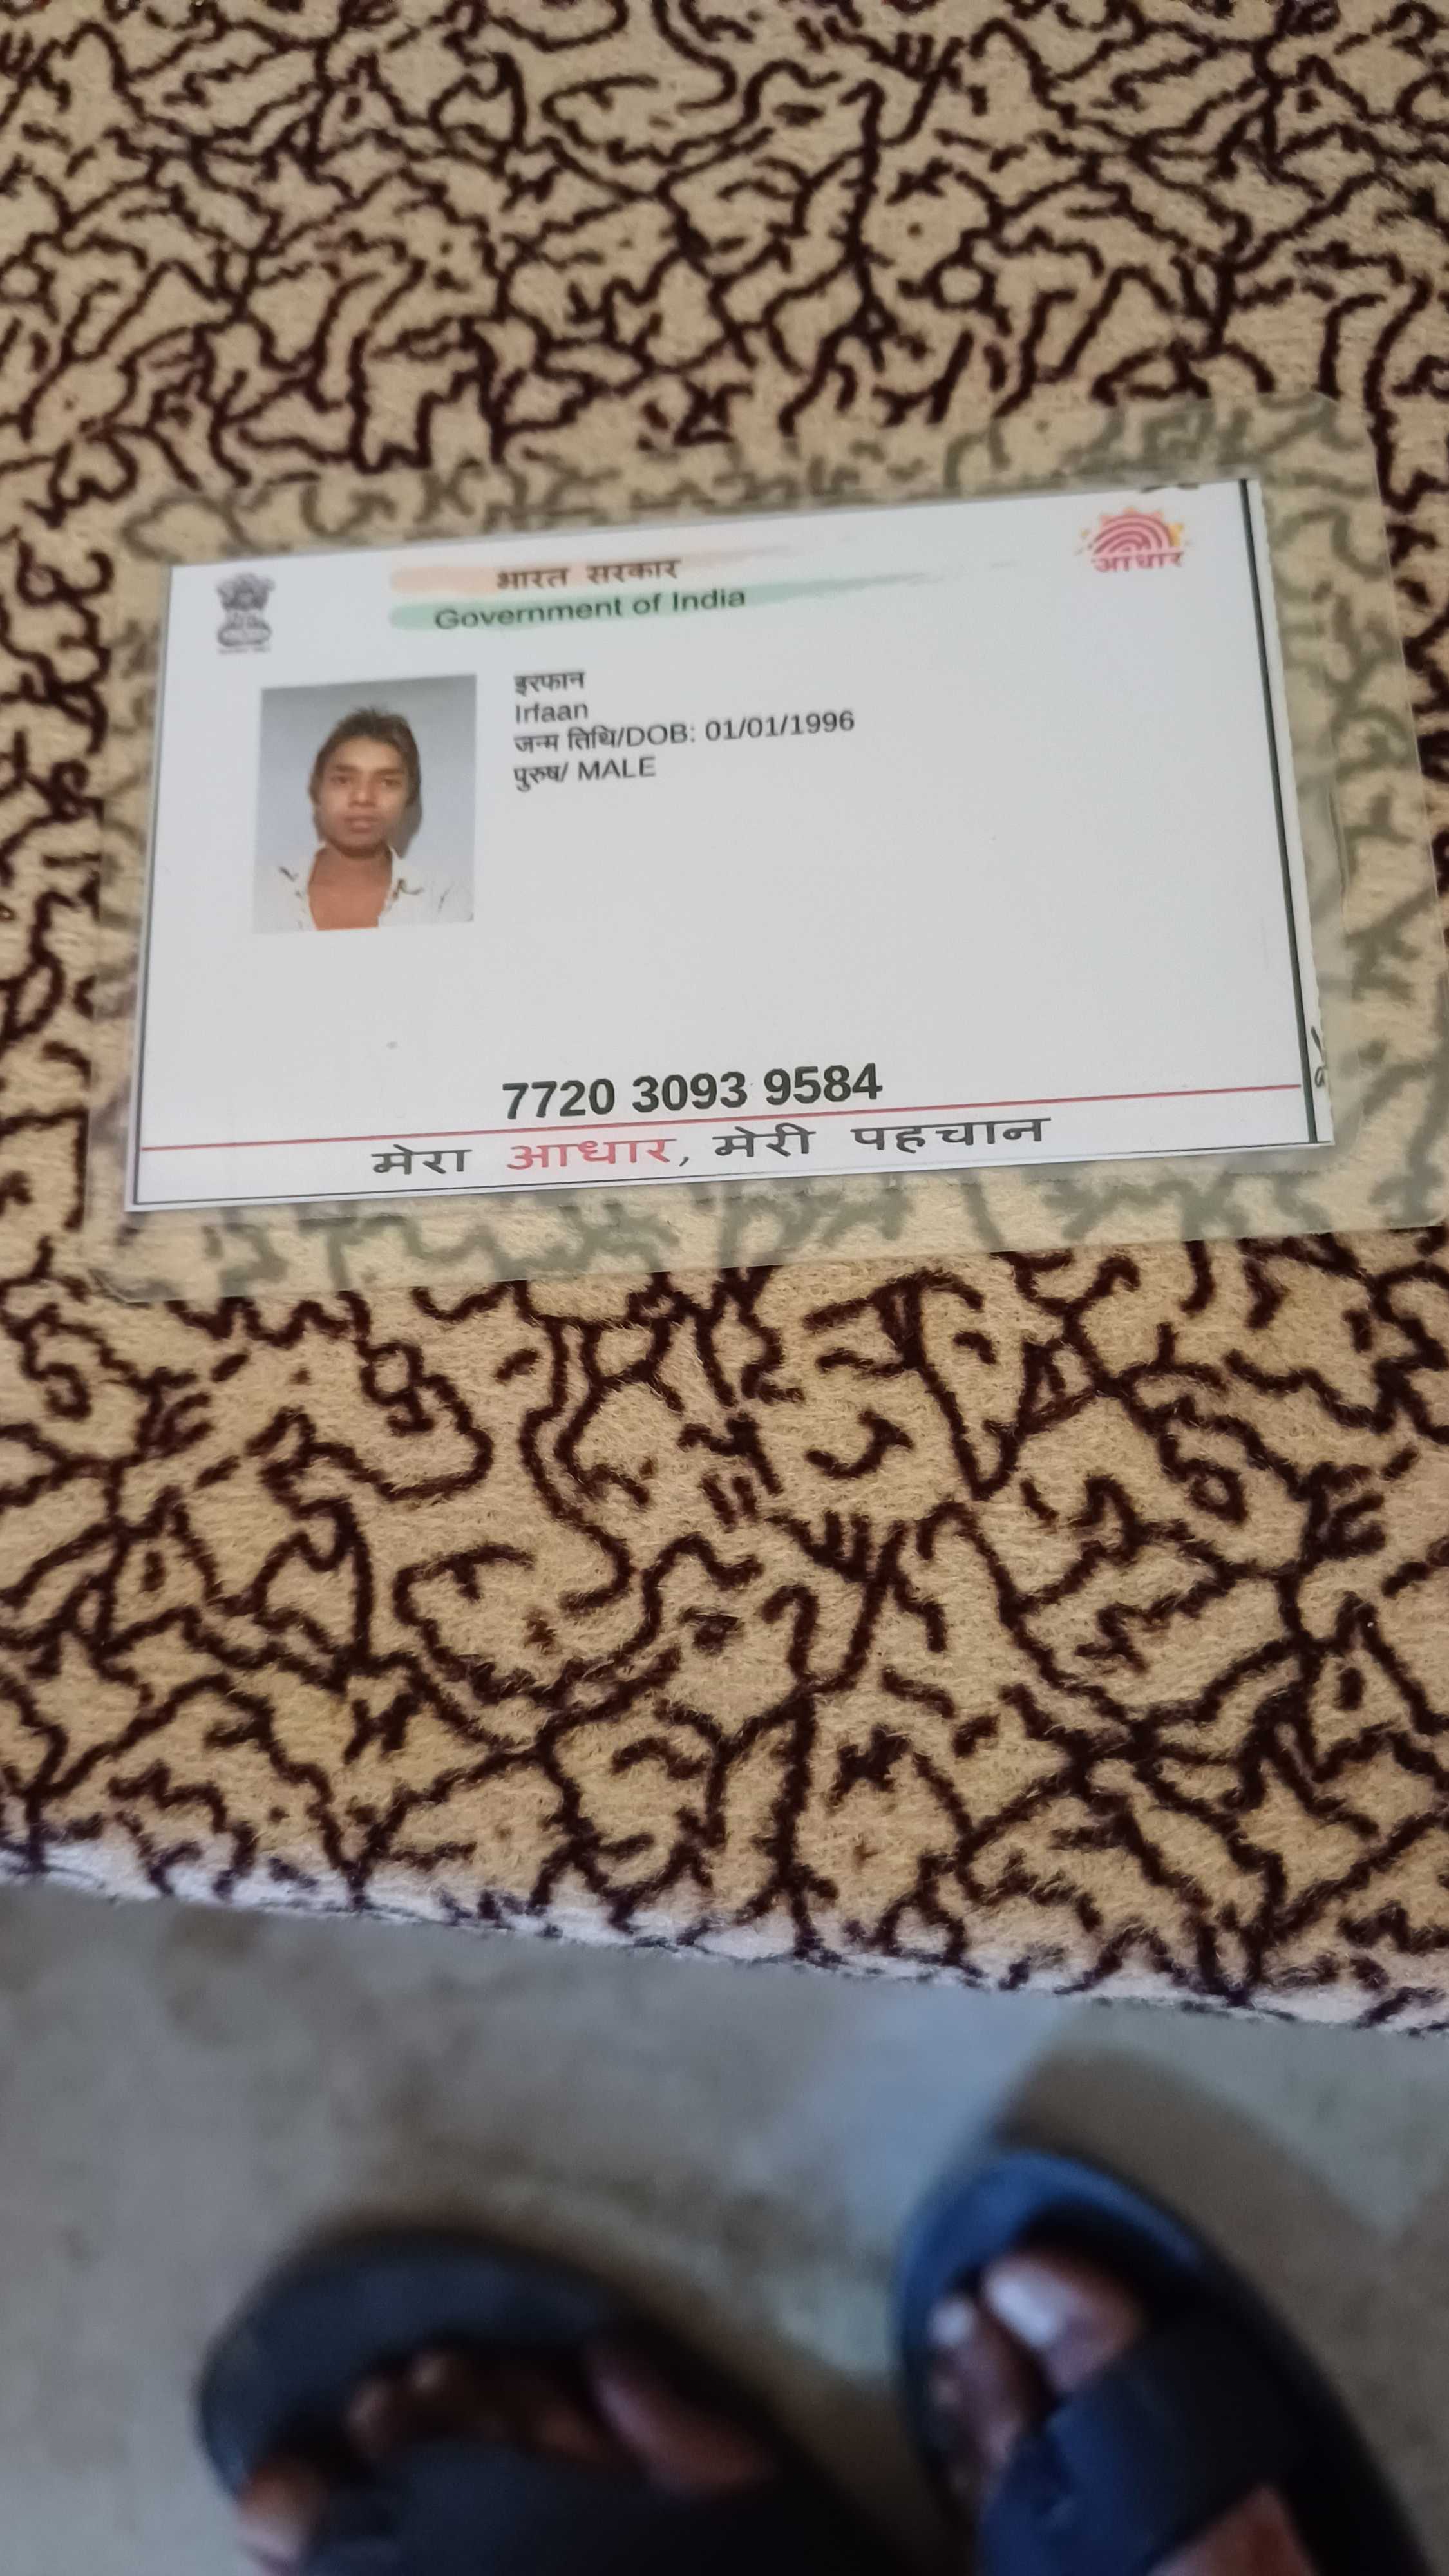 भारत सरकार
Government of India
आधार
इरफान
Irfaan
जन्म तिथि/DOB: 01/01/1996
पुरुष/ MALE
7720 3093 9584
मेरा आधार, मेरी पहचान